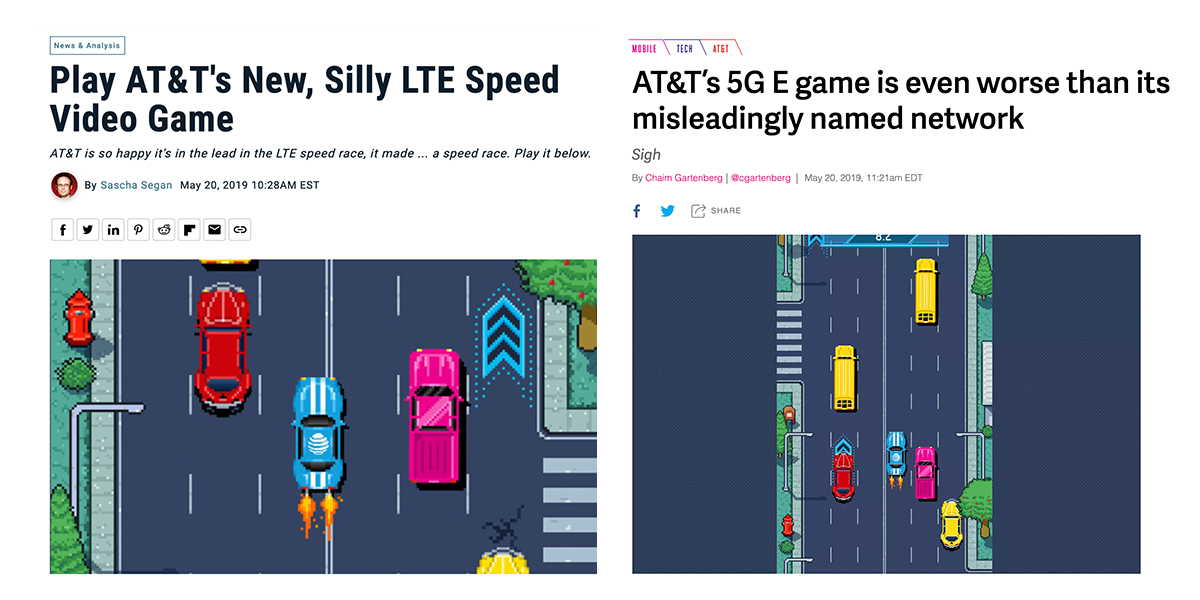 News & Analysis
Play AT&T's New, Silly LTE Speed
Video Game
AT&T is so happy it's in the lead in the LTE speed race, it made ... a speed race. Play it below.
By Sascha Segan May 20, 2019 10:28AM EST
MOBILE TECH AT&T
AT&T’s 5G E game is even worse than its
misleadingly named network
Sigh
By Chaim Gartenberg | @cgartenberg | May 20, 2019, 11:21am EDT
SHARE
8.2